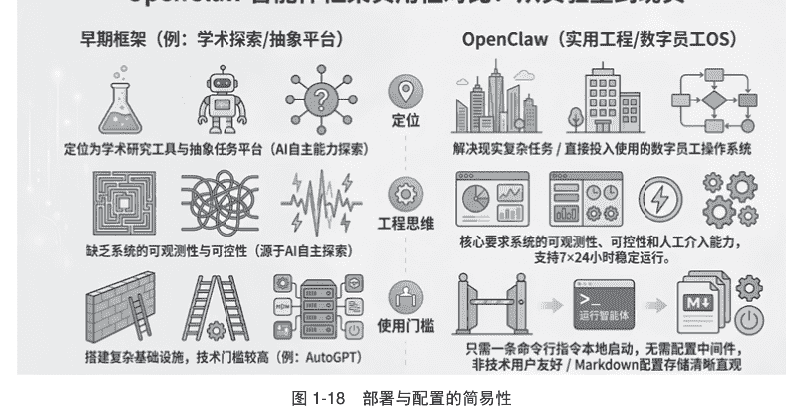 早期框架（例：学术探索/抽象平台）
OpenClaw（实用工程/数字员工OS）
?
定位
定位为学术研究工具与抽象任务平台（AI自主能力探索）
解决现实复杂任务 / 直接投入使用的数字员工操作系统
工程思维
缺乏系统的可观测性与可控性（源于AI自主探索）
核心要求系统的可观测性、可控性和人工介入能力，
支持7×24小时稳定运行。
使用门槛
>_
运行智能体
M↓
搭建复杂基础设施，技术门槛较高（例：AutoGPT）
只需一条命令行指令本地启动，无需配置中间件，
非技术用户友好 / Markdown配置存储清晰直观
图 1-18 部署与配置的简易性